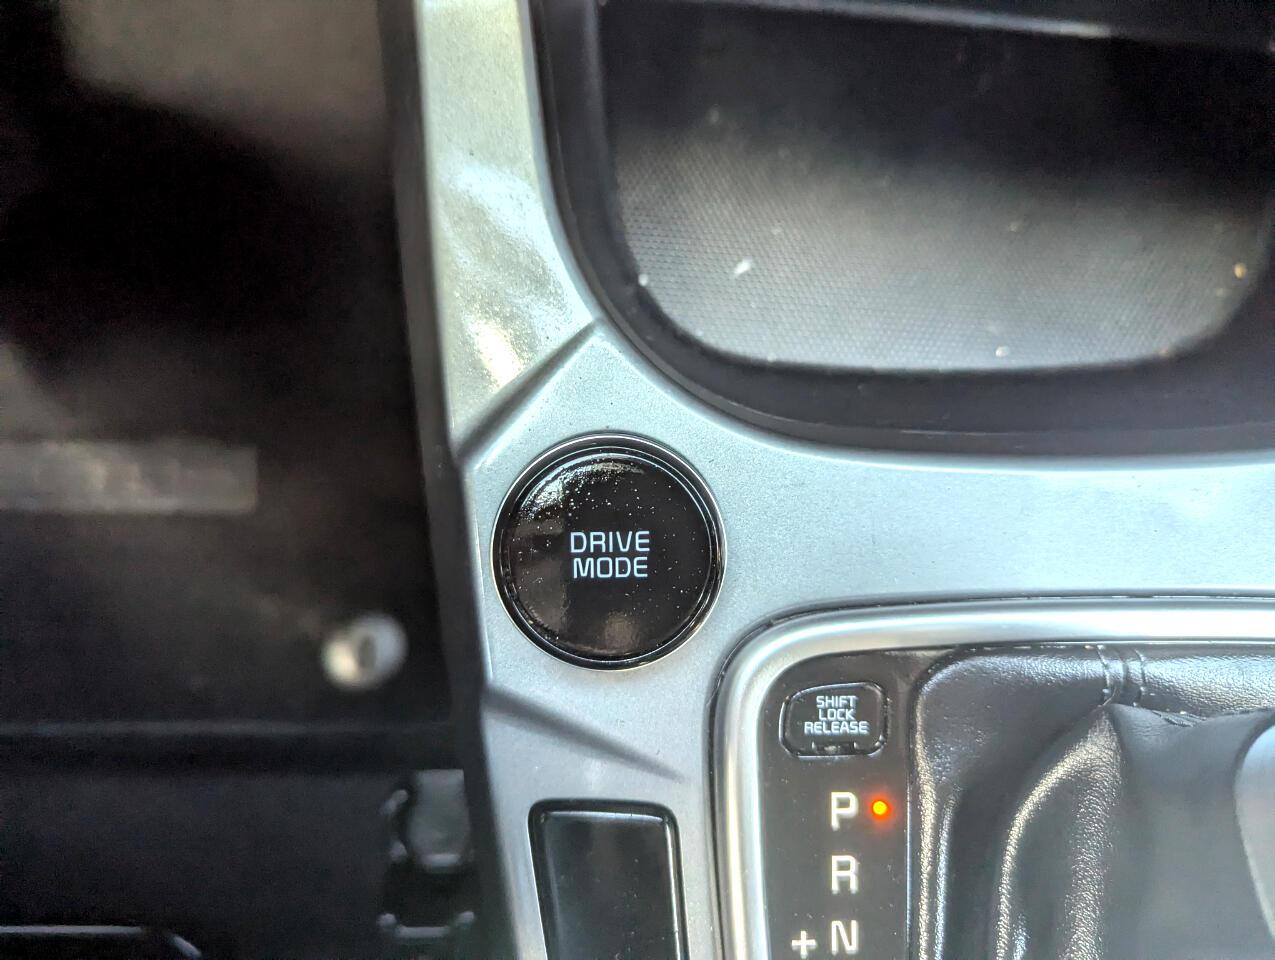 DRIVE
MODE
SHIFT
LOCK
RELEASE
P
R
+ N